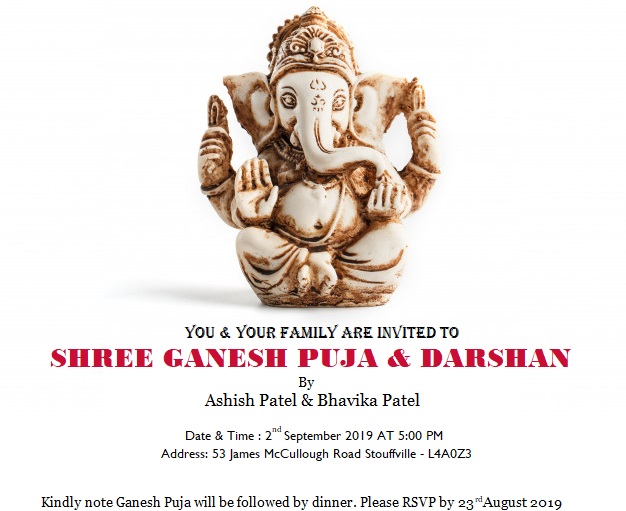 YOU & YOUR FAMILY ARE INVITED TO
SHREE GANESH PUJA & DARSHAN
By
Ashish Patel & Bhavika Patel
Date & Time : 2nd September 2019 AT 5:00 PM
Address: 53 James McCullough Road Stouffville - L4A0Z3
Kindly note Ganesh Puja will be followed by dinner. Please RSVP by 23rd August 2019